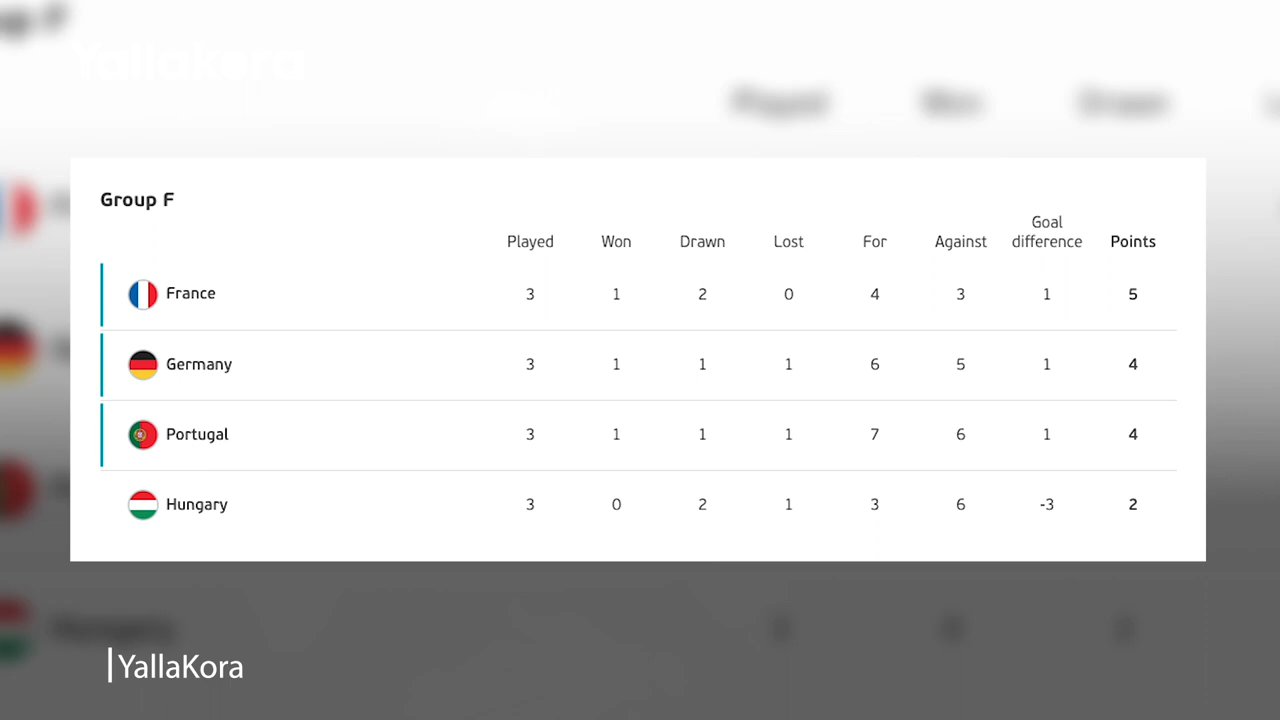 Group F
Played Won Drawn Lost For Against Goal difference Points
France 3 1 2 0 4 3 1 5
Germany 3 1 1 1 6 5 1 4
Portugal 3 1 1 1 7 6 1 4
Hungary 3 0 2 1 3 6 -3 2
YallaKora